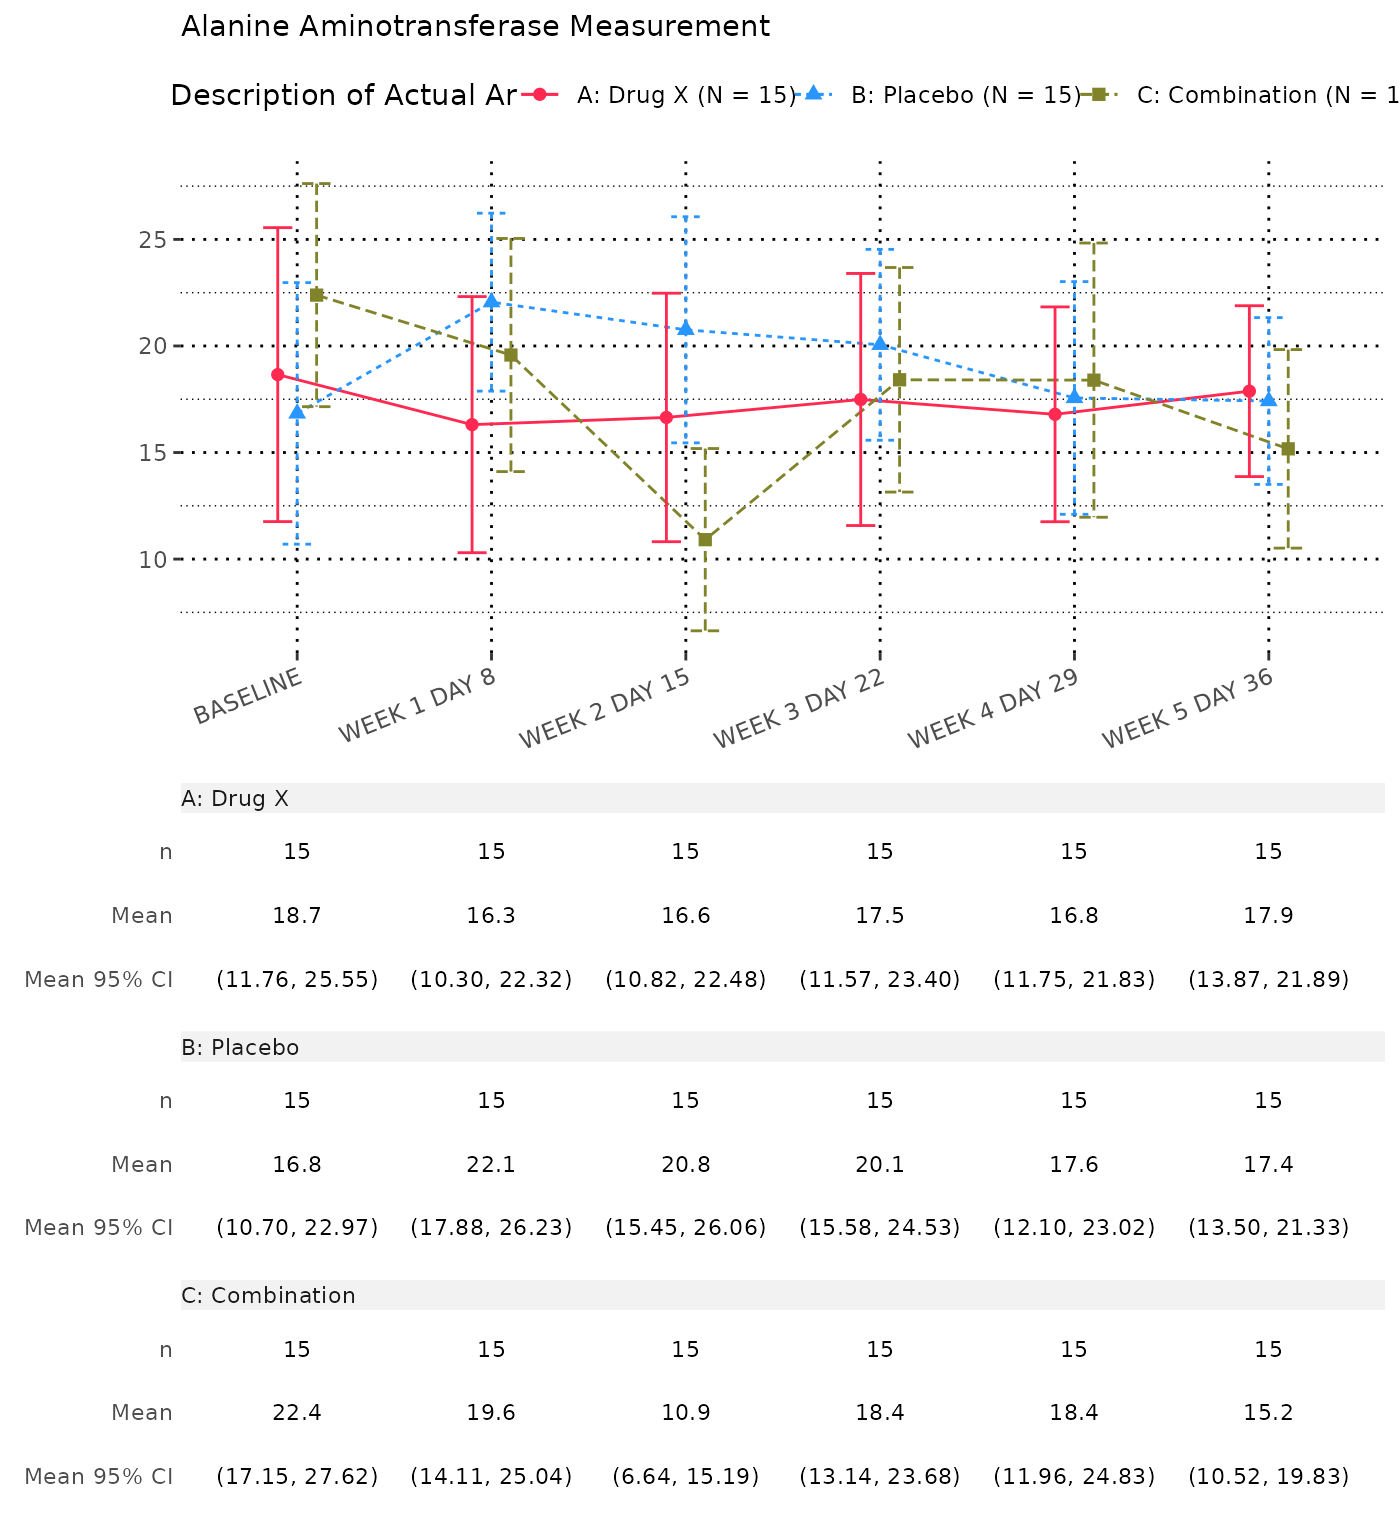 Alanine Aminotransferase Measurement
Description of Actual Ar A: Drug X (N = 15) B: Placebo (N = 15) C: Combination (N = 1
25
20
15
10
BASELINE WEEK 1 DAY 8 WEEK 2 DAY 15 WEEK 3 DAY 22 WEEK 4 DAY 29 WEEK 5 DAY 36
A: Drug X
n 15 15 15 15 15 15
Mean 18.7 16.3 16.6 17.5 16.8 17.9
Mean 95% CI (11.76, 25.55) (10.30, 22.32) (10.82, 22.48) (11.57, 23.40) (11.75, 21.83) (13.87, 21.89)
B: Placebo
n 15 15 15 15 15 15
Mean 16.8 22.1 20.8 20.1 17.6 17.4
Mean 95% CI (10.70, 22.97) (17.88, 26.23) (15.45, 26.06) (15.58, 24.53) (12.10, 23.02) (13.50, 21.33)
C: Combination
n 15 15 15 15 15 15
Mean 22.4 19.6 10.9 18.4 18.4 15.2
Mean 95% CI (17.15, 27.62) (14.11, 25.04) (6.64, 15.19) (13.14, 23.68) (11.96, 24.83) (10.52, 19.83)